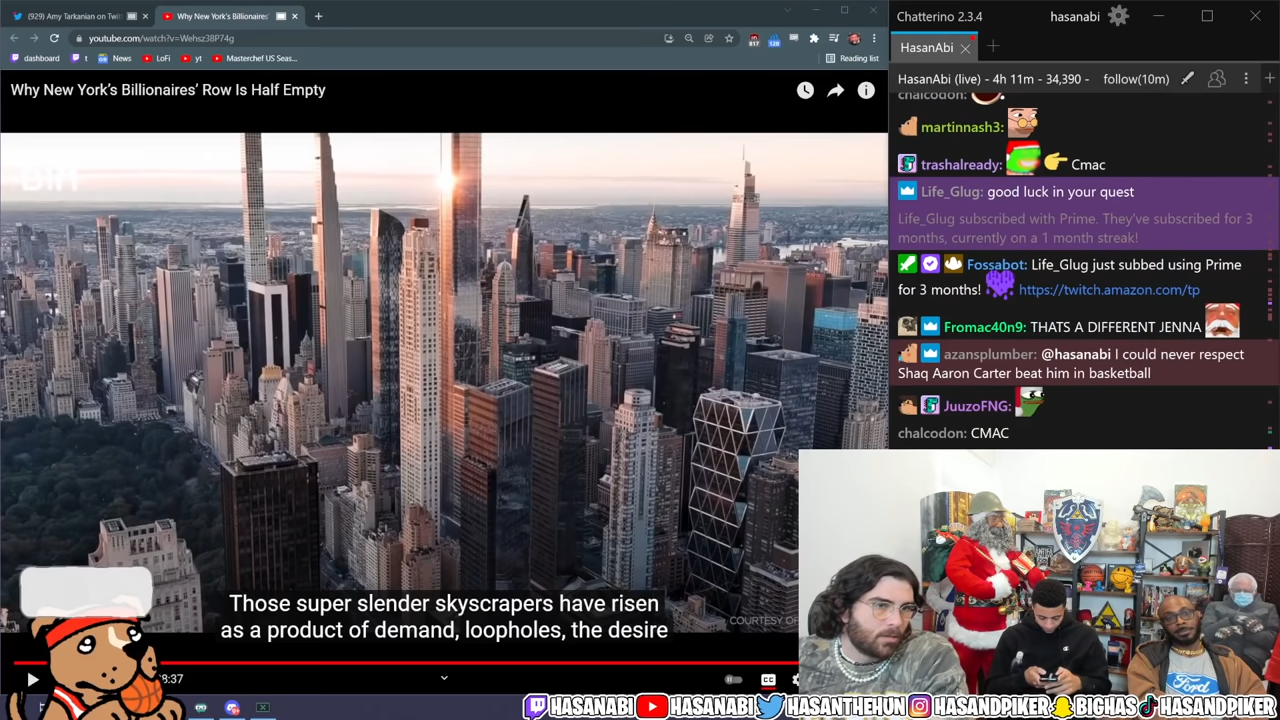 (929) Amy Tarkanian on Twit
Why New York's Billionaires'
youtube.com/watch?v=Wehsz38P74g
817
128
dashboard
t
News
LoFi
yt
Masterchef US Seas...
Reading list
Why New York's Billionaires' Row Is Half Empty
Those super slender skyscrapers have risen
as a product of demand, loopholes, the desire
COURTESY OF
8:37
CC
Chatterino 2.3.4
hasanabi
HasanAbi
HasanAbi (live) - 4h 11m - 34,390 -
follow(10m)
chalcodon:
martinnash3:
trashalready: Cmac
Life_Glug: good luck in your quest
Life_Glug subscribed with Prime. They've subscribed for 3
months, currently on a 1 month streak!
Fossabot: Life_Glug just subbed using Prime
for 3 months! https://twitch.amazon.com/tp
Fromac40n9: THATS A DIFFERENT JENNA
azansplumber: @hasanabi I could never respect
Shaq Aaron Carter beat him in basketball
JuuzoFNG:
chalcodon: CMAC
Ford
HASANABI HASANABI HASANTHEHUN HASANDPIKER BIGHAS HASANDPIKER